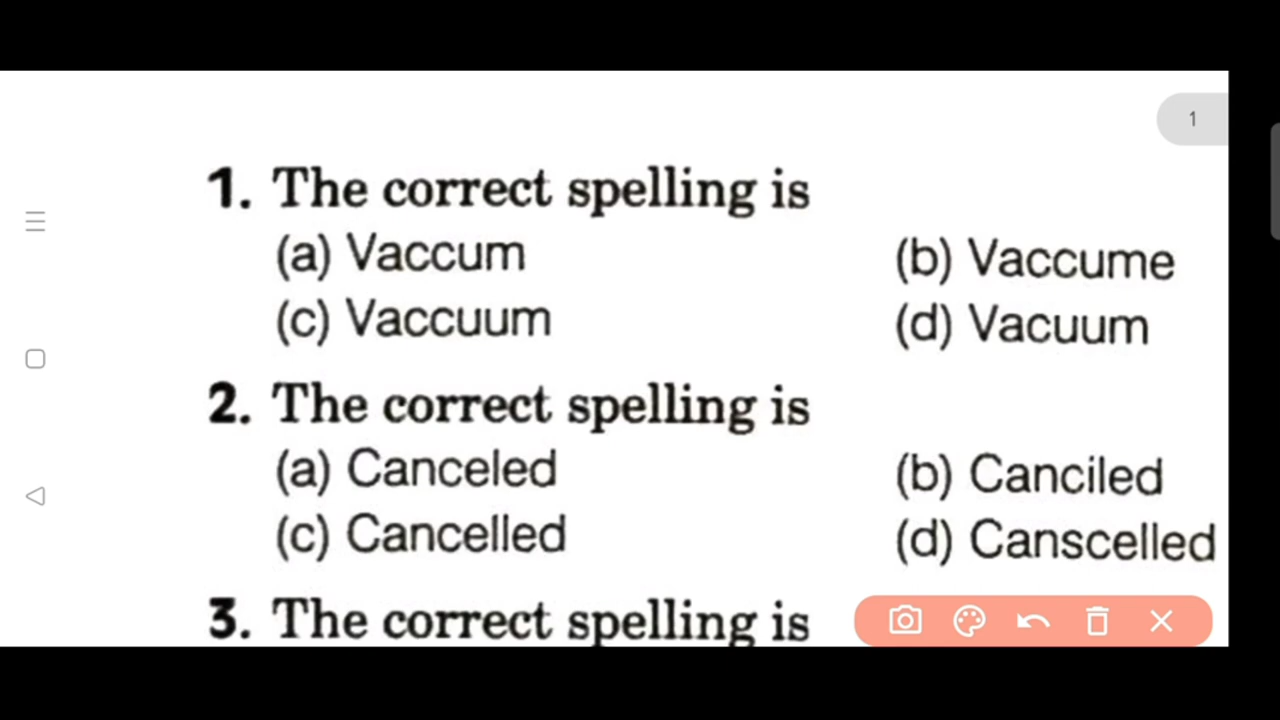 1
1. The correct spelling is
(a) Vaccum (b) Vaccume
(c) Vaccuum (d) Vacuum
2. The correct spelling is
(a) Canceled (b) Canciled
(c) Cancelled (d) Canscelled
3. The correct spelling is